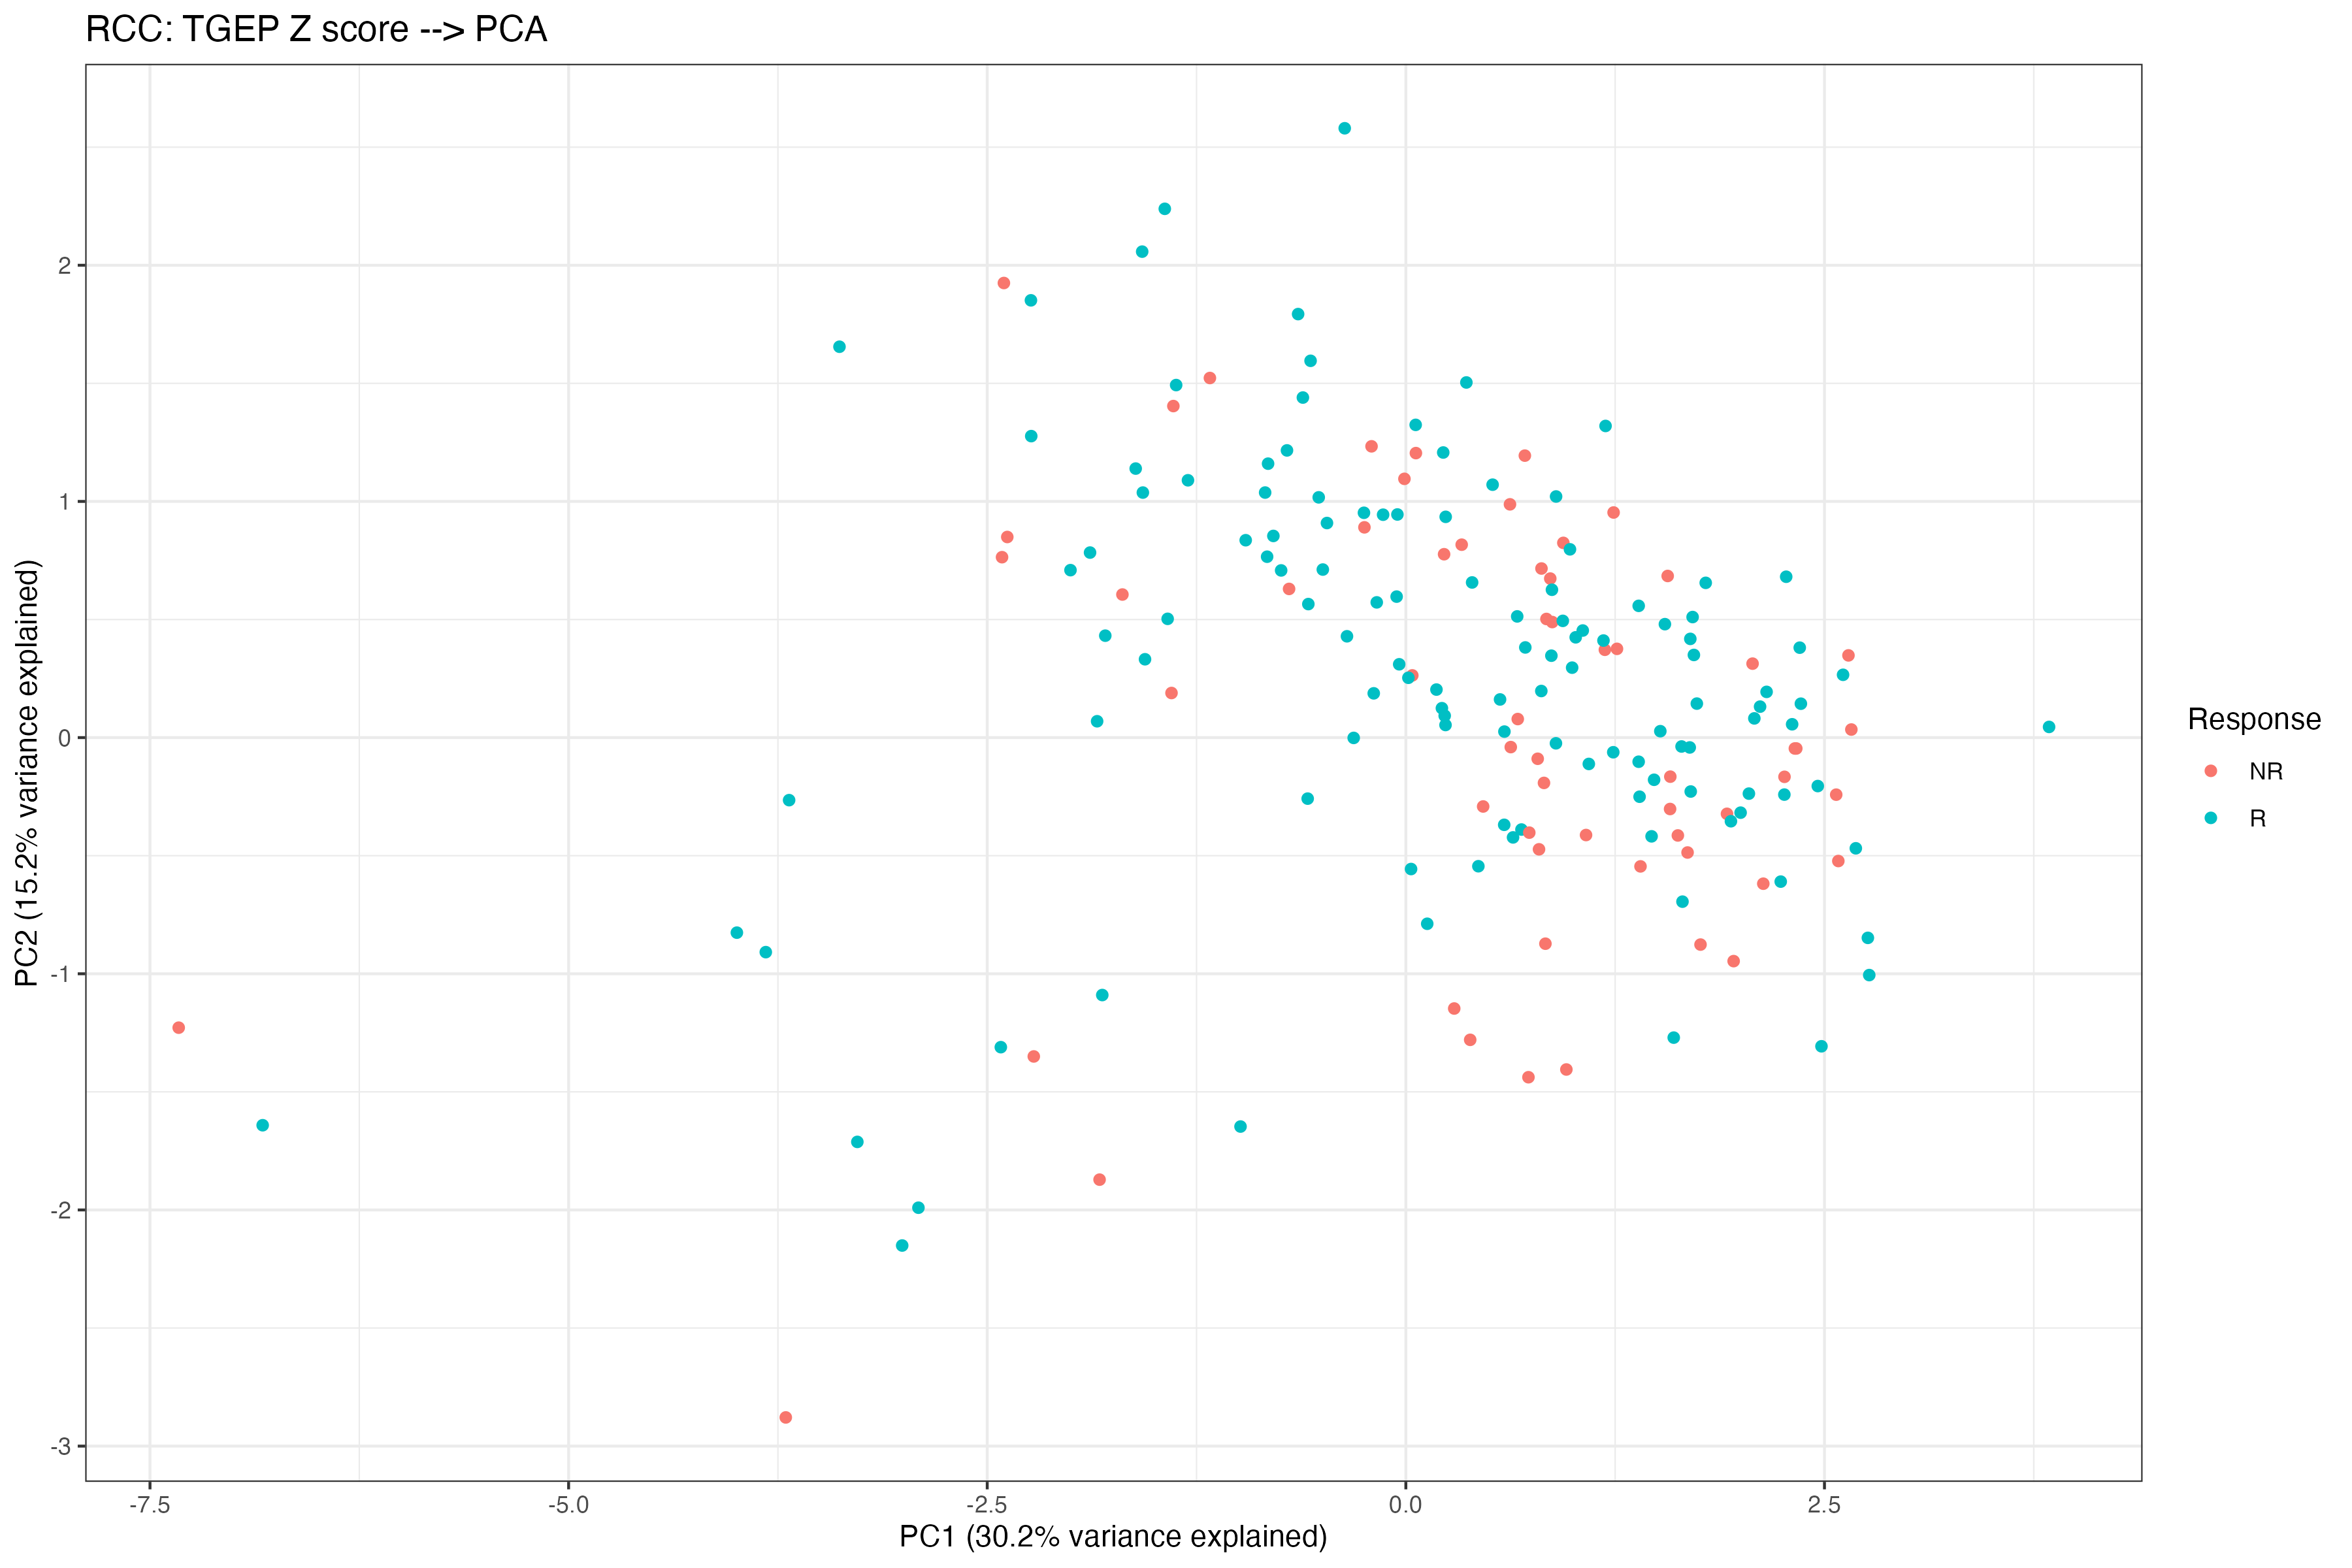 RCC: TGEP Z score --> PCA
PC2 (15.2% variance explained)
2
1
0
-1
-2
-3
-7.5
-5.0
-2.5
0.0
2.5
PC1 (30.2% variance explained)
Response
NR
R